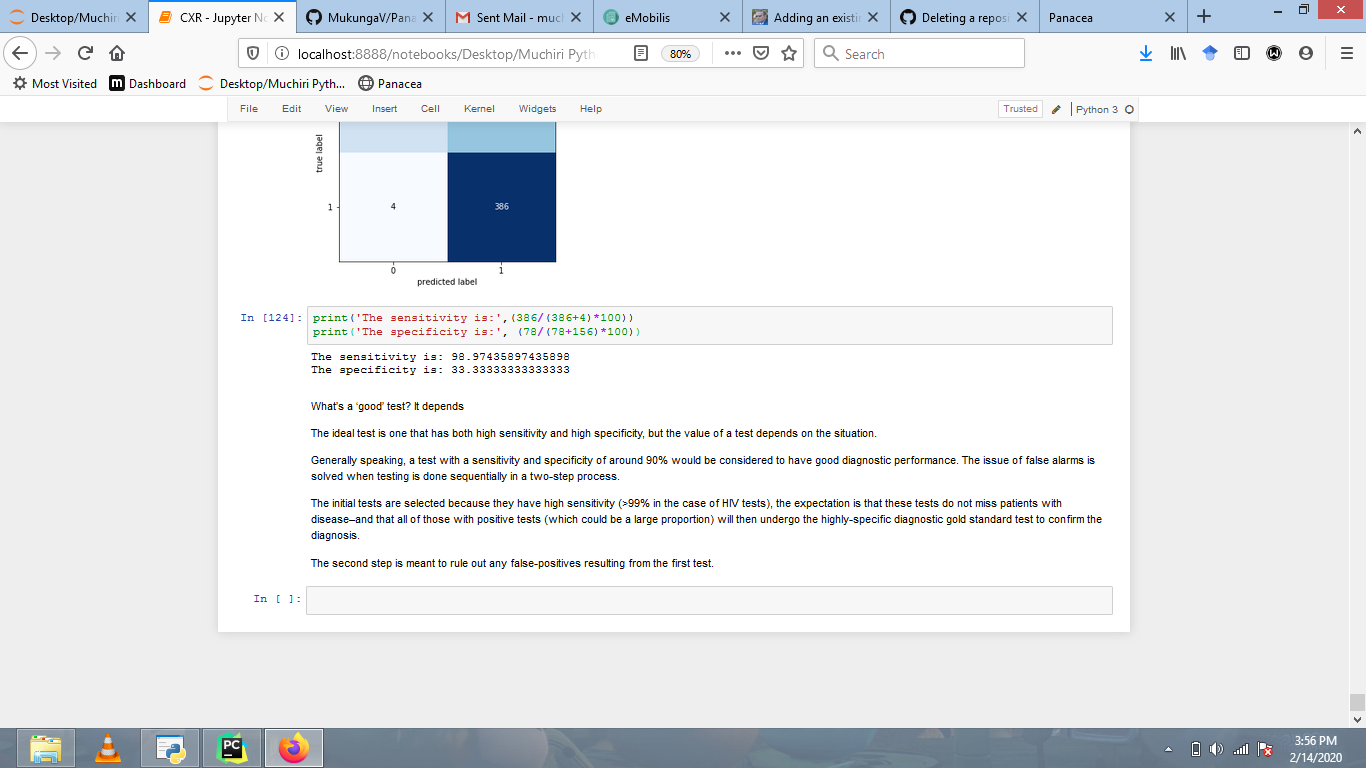 Desktop/Muchiri
CXR - Jupyter No
MukungaV/Pana
Sent Mail - much
eMobilis
Adding an existin
Deleting a reposi
Panacea
localhost:8888/notebooks/Desktop/Muchiri Pyth
80%
Search
Most Visited
m Dashboard
Desktop/Muchiri Pyth...
Panacea
File Edit View Insert Cell Kernel Widgets Help
Trusted
Python 3
true label
1
4
386
0
1
predicted label
In [124]:
print('The sensitivity is:',(386/(386+4)*100))
print('The specificity is:', (78/(78+156)*100))
The sensitivity is: 98.97435897435898
The specificity is: 33.33333333333333
What's a ‘good’ test? It depends
The ideal test is one that has both high sensitivity and high specificity, but the value of a test depends on the situation.
Generally speaking, a test with a sensitivity and specificity of around 90% would be considered to have good diagnostic performance. The issue of false alarms is
solved when testing is done sequentially in a two-step process.
The initial tests are selected because they have high sensitivity (>99% in the case of HIV tests), the expectation is that these tests do not miss patients with
disease–and that all of those with positive tests (which could be a large proportion) will then undergo the highly-specific diagnostic gold standard test to confirm the
diagnosis.
The second step is meant to rule out any false-positives resulting from the first test.
In [ ]:
PC
3:56 PM
2/14/2020